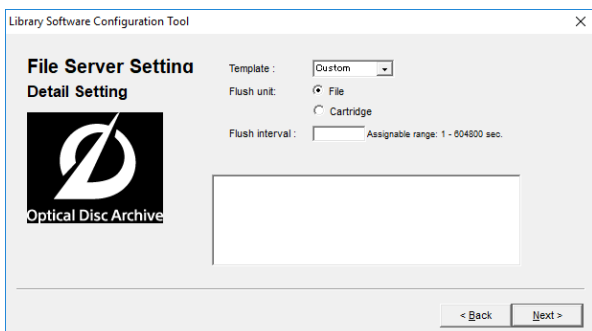 Library Software Configuration Tool
File Server Setting
Detail Setting
Optical Disc Archive
Template :
Custom
Flush unit:
File
Cartridge
Flush interval :
Assignable range: 1 - 604800 sec.
< Back
Next >